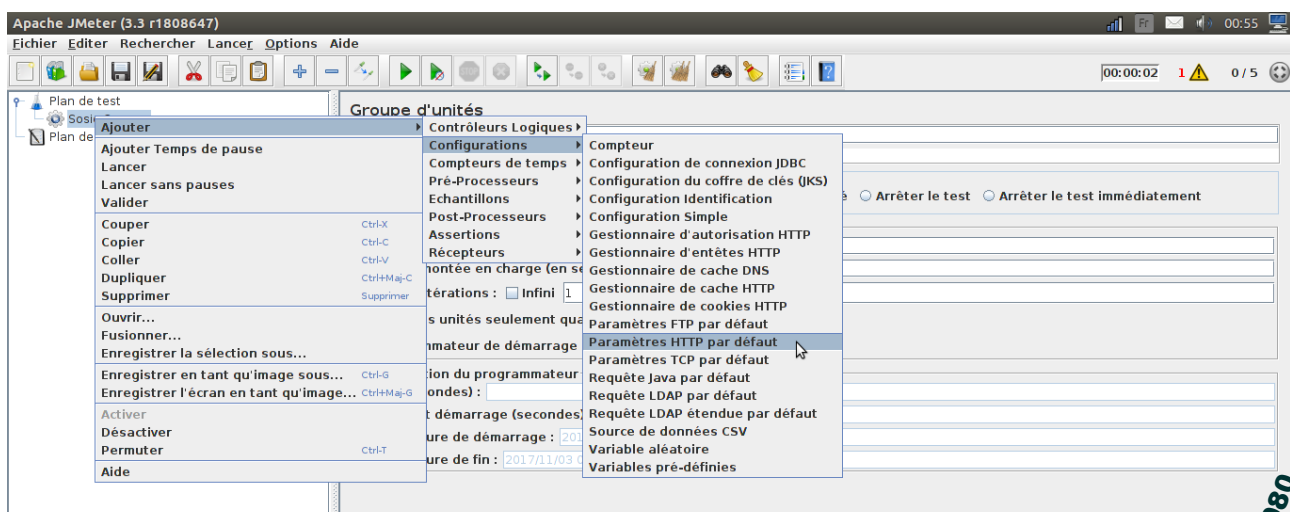 Apache JMeter (3.3 r1808647)
Fr
00:55
Fichier Editer Rechercher Lancer Options Aide
00:00:02 1 0 / 5
Plan de test
Plan de
Groupe d'unités
Ajouter
Ajouter Temps de pause
Lancer
Lancer sans pauses
Valider
Couper Ctrl-X
Copier Ctrl-C
Coller Ctrl-V
Dupliquer Ctrl+Maj-C
Supprimer Supprimer
Ouvrir...
Fusionner...
Enregistrer la sélection sous...
Enregistrer en tant qu'image sous... Ctrl-G
Enregistrer l'écran en tant qu'image... Ctrl+Maj-G
Activer
Désactiver
Permuter Ctrl-T
Aide
Contrôleurs Logiques
Configurations
Compteurs de temps
Pré-Processeurs
Echantillons
Post-Processeurs
Assertions
Récepteurs
Compteur
Configuration de connexion JDBC
Configuration du coffre de clés (JKS)
Configuration Identification
Configuration Simple
Gestionnaire d'autorisation HTTP
Gestionnaire d'entêtes HTTP
Gestionnaire de cache DNS
Gestionnaire de cache HTTP
Gestionnaire de cookies HTTP
Paramètres FTP par défaut
Paramètres HTTP par défaut
Paramètres TCP par défaut
Requête Java par défaut
Requête LDAP par défaut
Requête LDAP étendue par défaut
Source de données CSV
Variable aléatoire
Variables pré-définies
Arrêter le test Arrêter le test immédiatement
montée en charge (en se
térations : Infini 1
s unités seulement qua
mmateur de démarrage
ion du programmateur
ondes) :
t démarrage (secondes)
ure de démarrage : 201
ure de fin : 2017/11/03 0
080